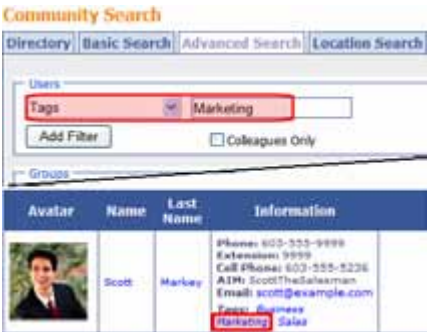 Community Search
Directory Basic Search Advanced Search Location Search
Users
Tags Marketing
Add Filter Colleagues Only
Groups
Avatar Name Last Name Information
Scott Markey
Phone: 603-555-9999
Extension: 9999
Cell Phone: 603-555-5236
AIM: ScottTheSalesman
Email: scott@example.com
Tags: Business
Marketing Sales